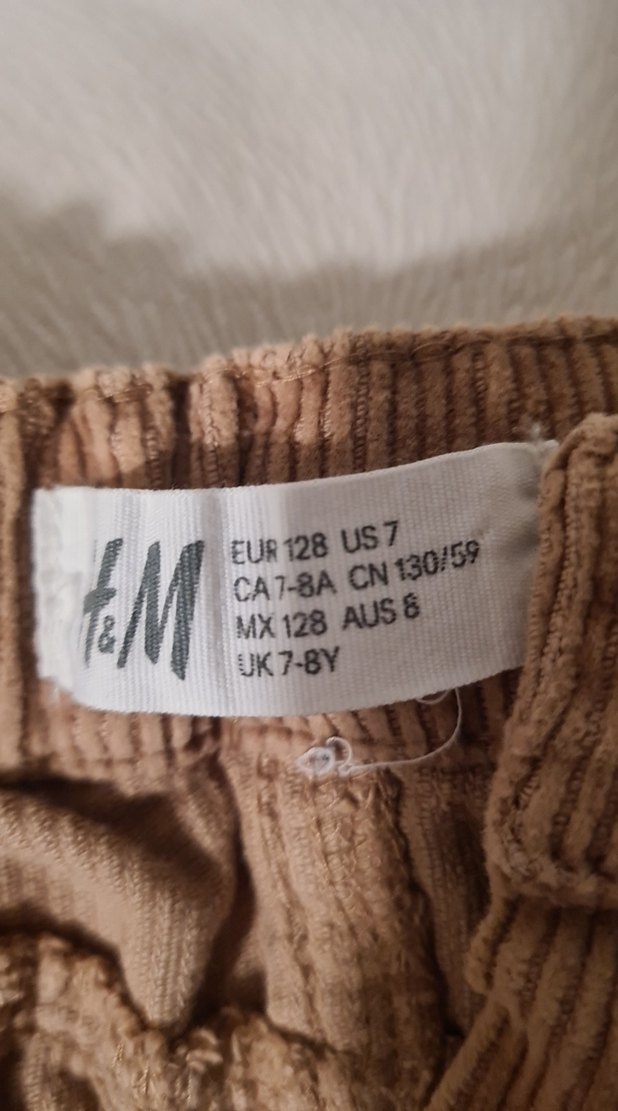 H&M
EUR 128 US 7
CA 7-8A CN 130/59
MX 128 AUS 8
UK 7-8Y